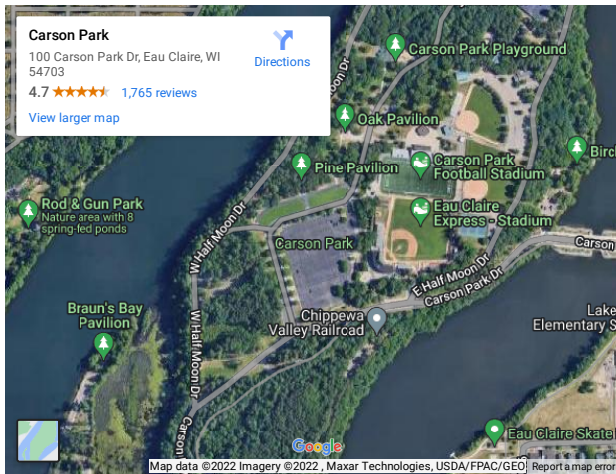 Carson Park
100 Carson Park Dr, Eau Claire, WI
54703
4.7
1,765 reviews
View larger map
Directions
Moon Dr
Carson Park Playground
Oak Pavilion
Pine Pavilion
Carson Park
Football Stadium
Birc
Rod & Gun Park
Nature area with 8
spring-fed ponds
W Half Moon Dr
Eau Claire
Express - Stadium
Carson Park
Carson
E Half Moon Dr
Carson Park Dr
Braun's Bay
Pavilion
Chippewa
Valley Railroad
Lake
Elementary S
W Half Moon Dr
Carson
Eau Claire Skate
Google
Map data ©2022 Imagery ©2022 , Maxar Technologies, USDA/FPAC/GEO
Report a map error